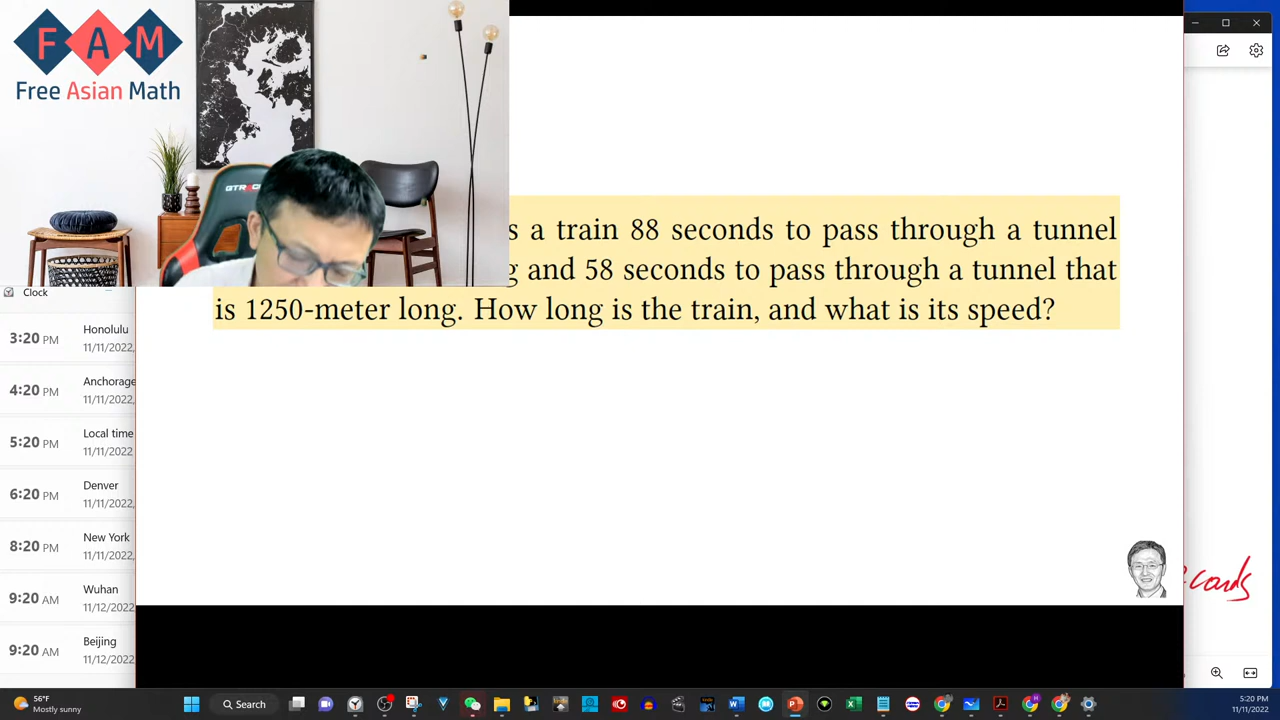 F A M
Free Asian Math
GTR
s a train 88 seconds to pass through a tunnel
g and 58 seconds to pass through a tunnel that
is 1250-meter long. How long is the train, and what is its speed?
Clock
3:20 PM
Honolulu
11/11/2022,
4:20 PM
Anchorage
11/11/2022,
5:20 PM
Local time
11/11/2022,
6:20 PM
Denver
11/11/2022,
8:20 PM
New York
11/11/2022,
9:20 AM
Wuhan
11/12/2022,
9:20 AM
Beijing
11/12/2022,
conds
56°F
Mostly sunny
Search
5:20 PM
11/11/2022